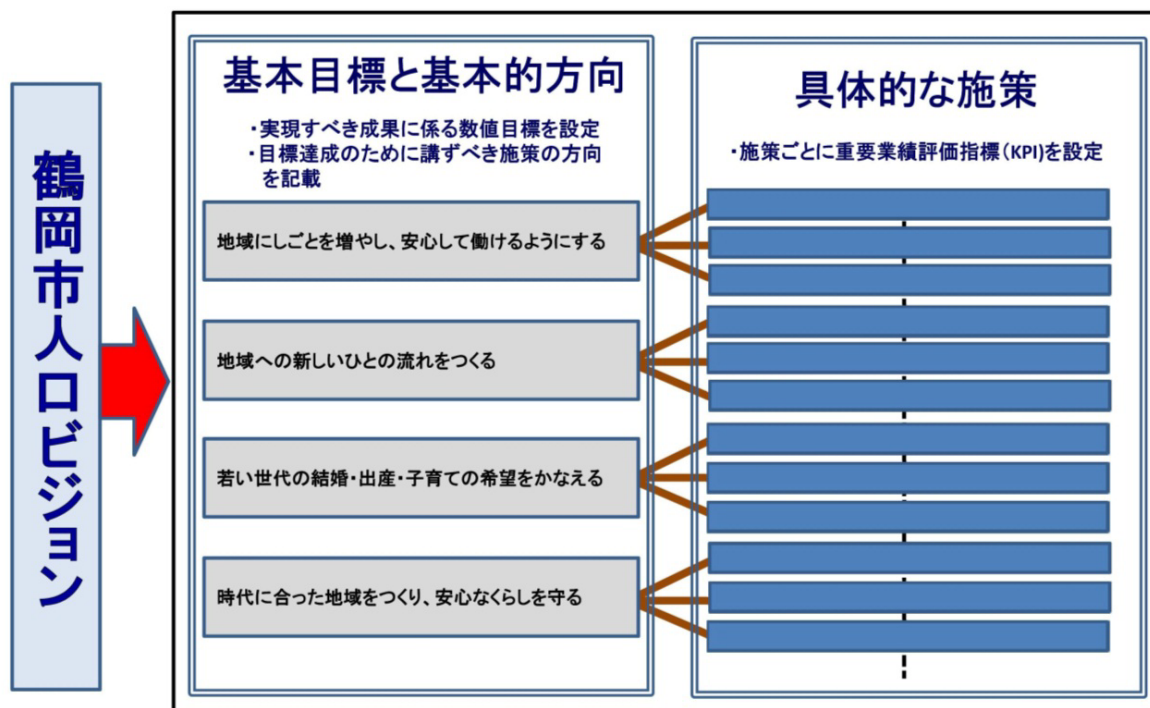 鶴岡市人口ビジョン
基本目標と基本的方向
・実現すべき成果に係る数値目標を設定
・目標達成のために講ずべき施策の方向
を記載
地域にしごとを増やし、安心して働けるようにする
地域への新しいひとの流れをつくる
若い世代の結婚・出産・子育ての希望をかなえる
時代に合った地域をつくり、安心なくらしを守る
具体的な施策
・施策ごとに重要業績評価指標(KPI)を設定